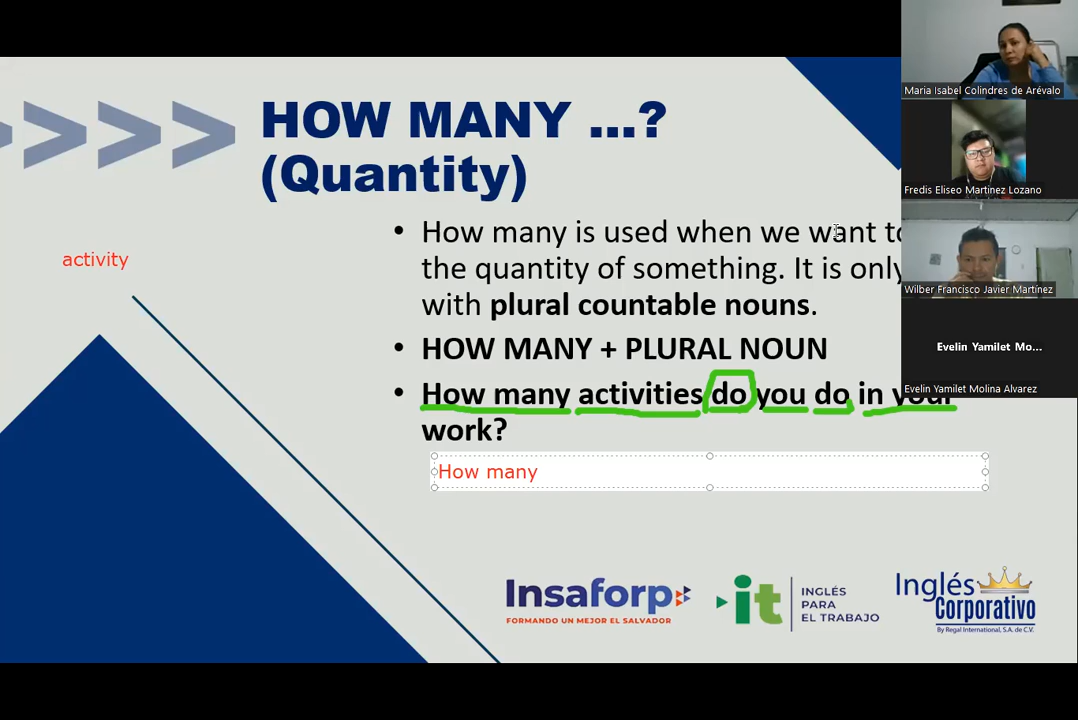 HOW MANY ...?
(Quantity)
activity
• How many is used when we want to
the quantity of something. It is only
with plural countable nouns.
• HOW MANY + PLURAL NOUN
• How many activities do you do in your
work?
How many
Insaforp
FORMANDO UN MEJOR EL SALVADOR
it
INGLÉS
PARA
EL TRABAJO
Inglés
Corporativo
By Regal International, S.A. de C.V.
Maria Isabel Colindres de Arévalo
Fredis Eliseo Martinez Lozano
Wilber Francisco Javier Martínez
Evelin Yamilet Mo...
Evelin Yamilet Molina Alvarez